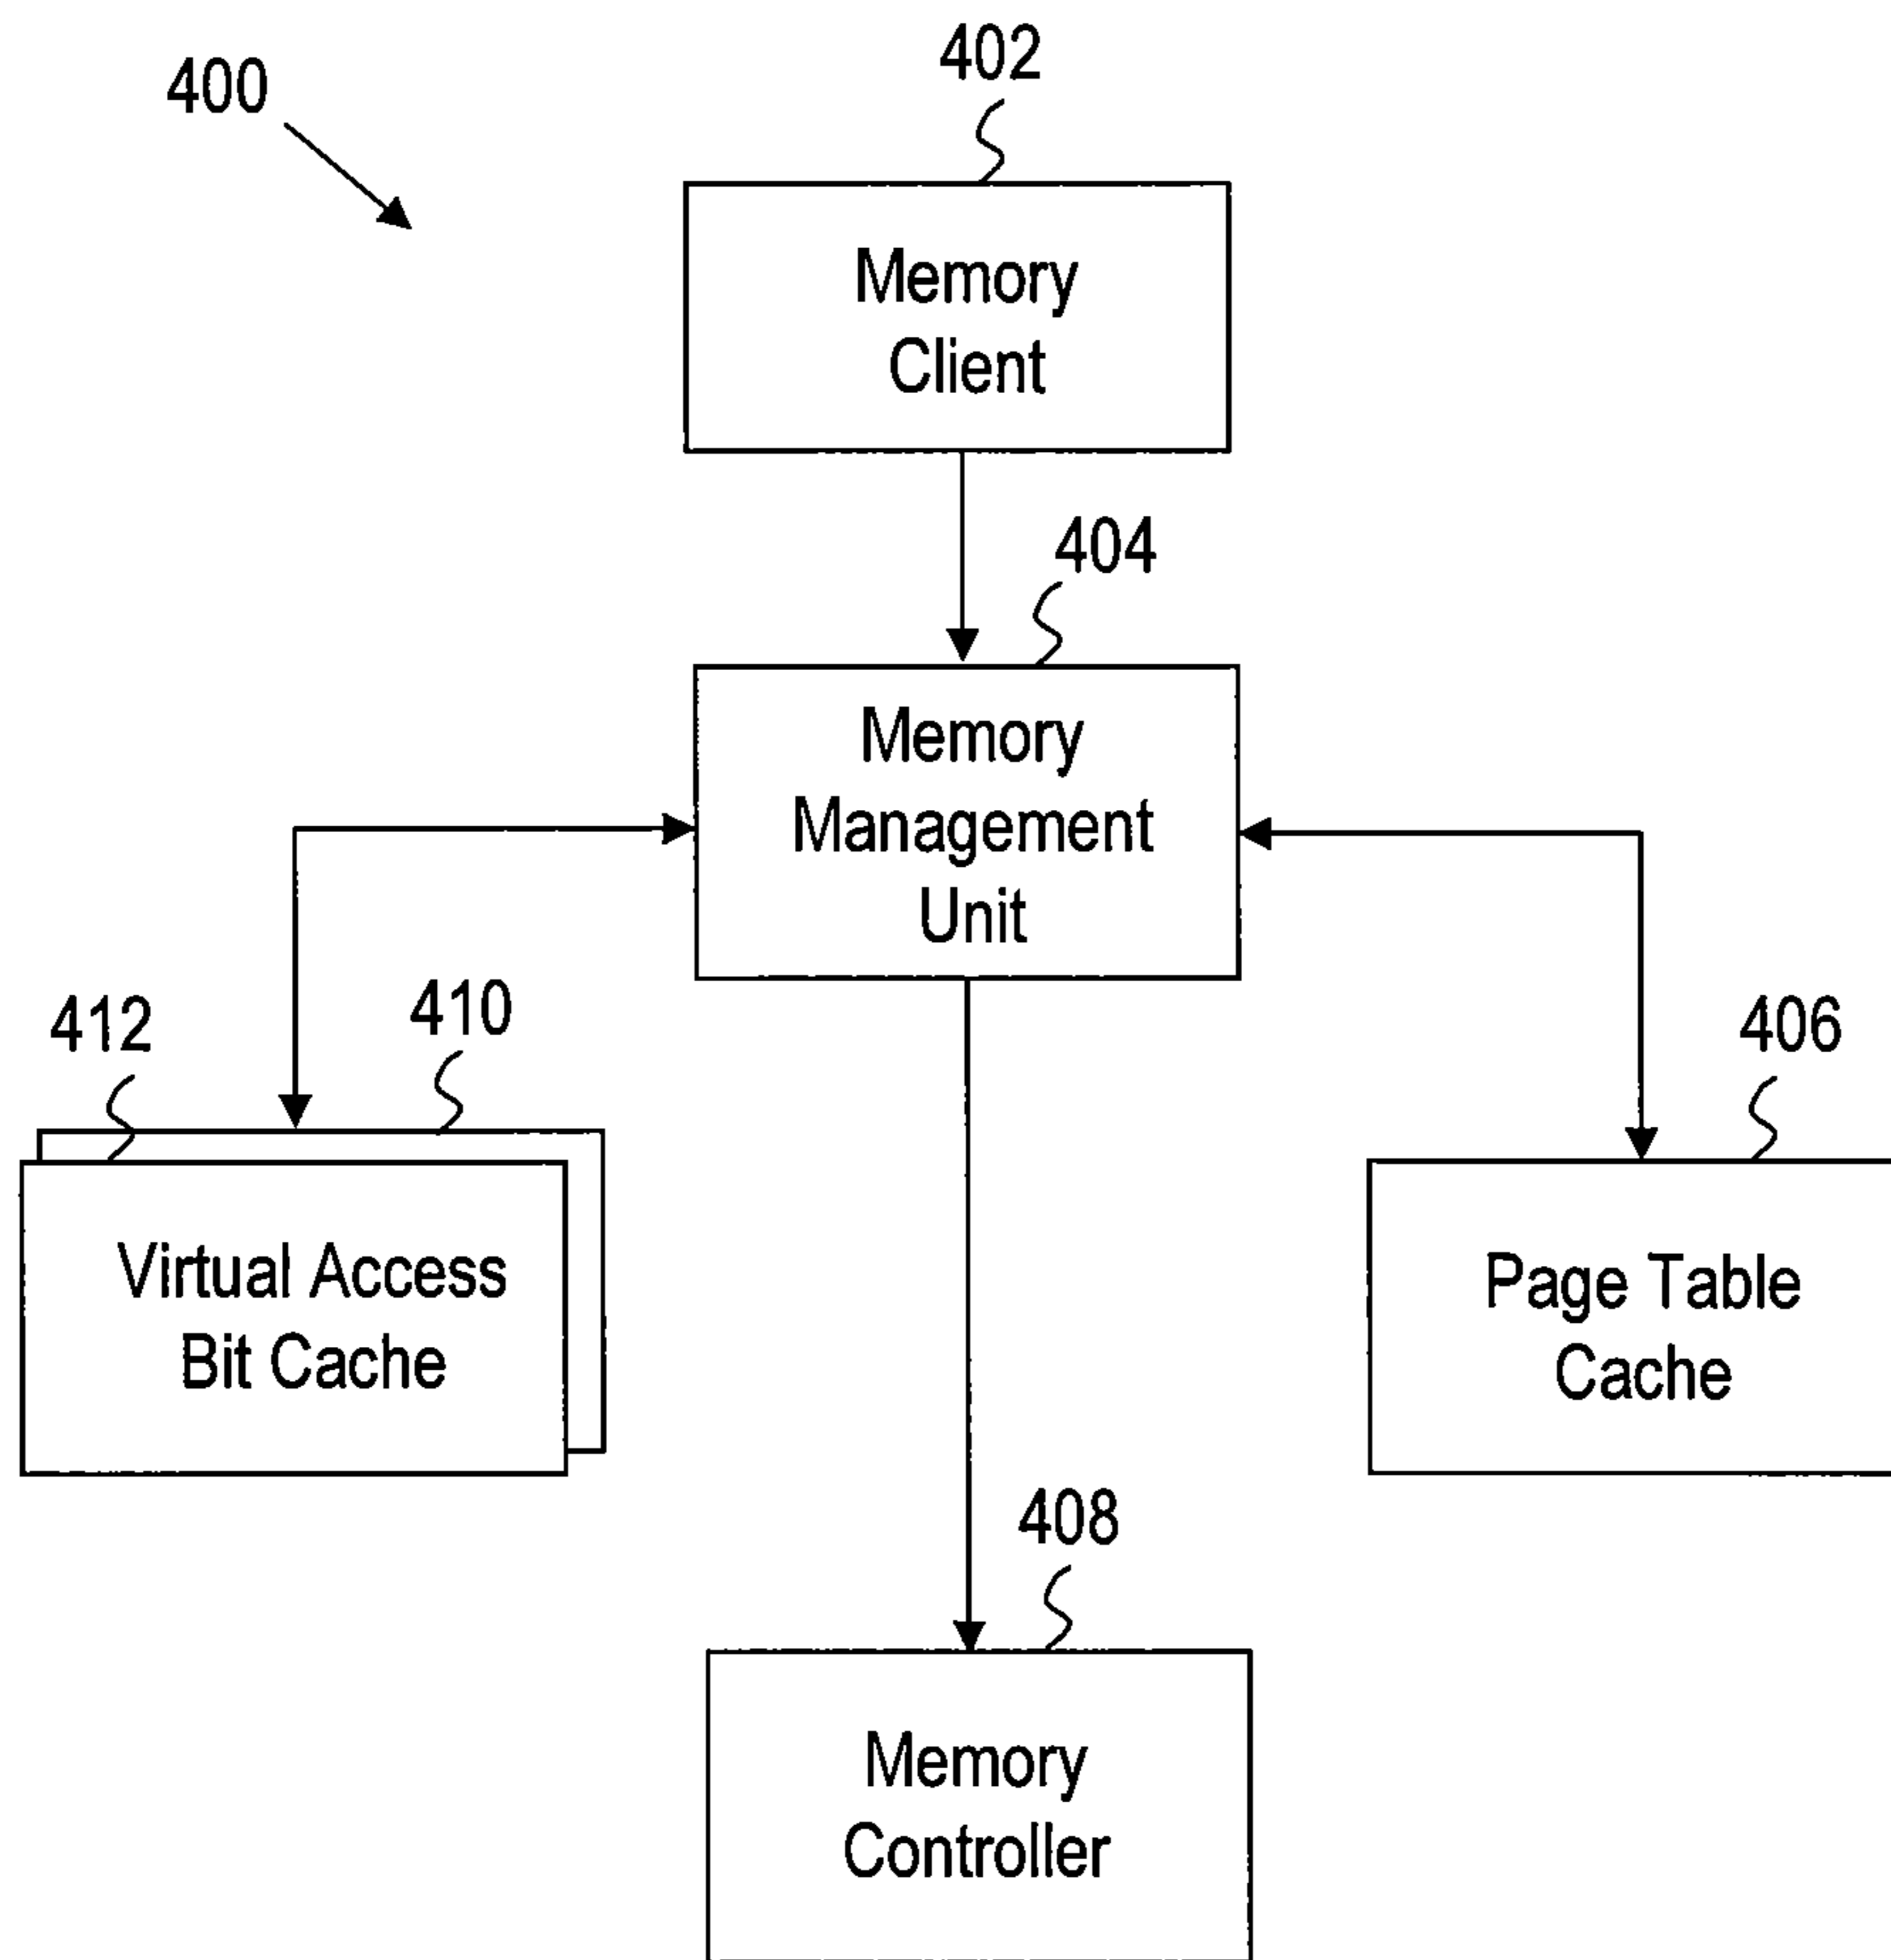 402
400
Memory
Client
404
Memory
Management
Unit
412
410
406
Virtual Access
Bit Cache
Page Table
Cache
408
Memory
Controller